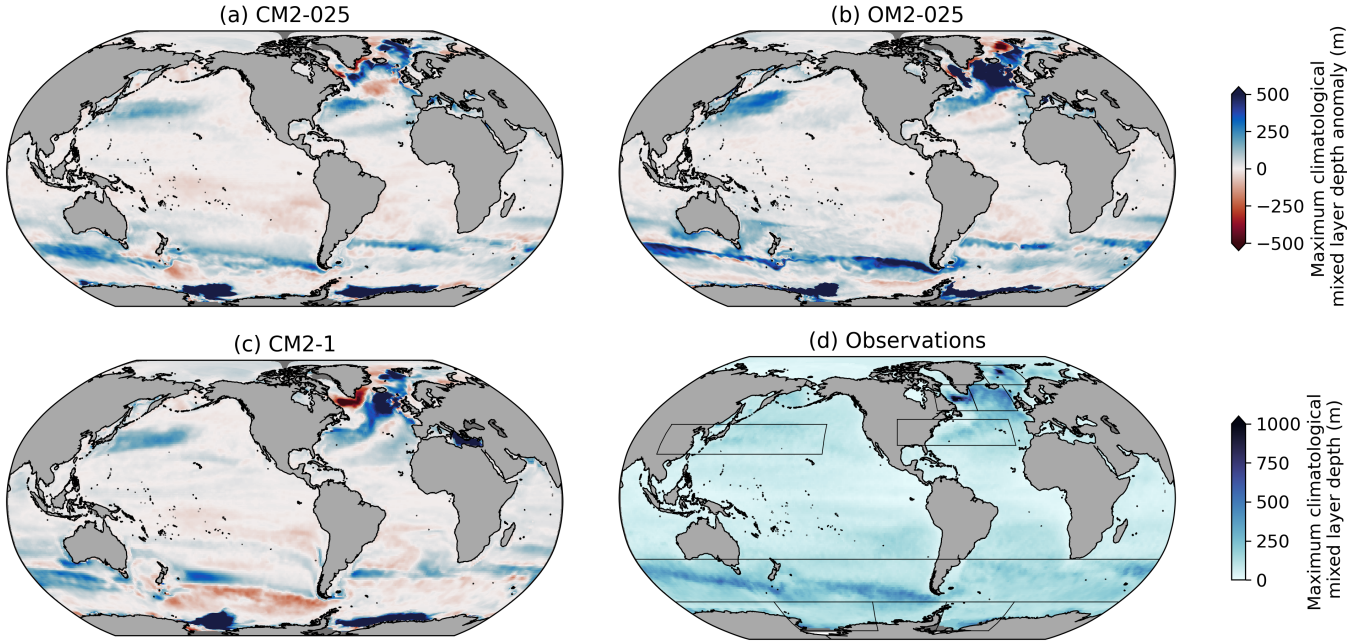 (a) CM2-025
(b) OM2-025
500
250
0
−250
−500
Maximum climatological
mixed layer depth anomaly (m)
(c) CM2-1
(d) Observations
1000
750
500
250
0
Maximum climatological
mixed layer depth (m)